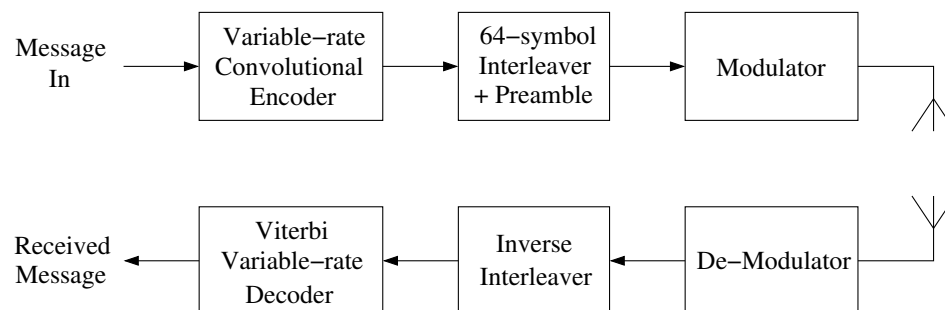 Message
In
Variable−rate
Convolutional
Encoder
64−symbol
Interleaver
+ Preamble
Modulator
Received
Message
Viterbi
Variable−rate
Decoder
Inverse
Interleaver
De−Modulator